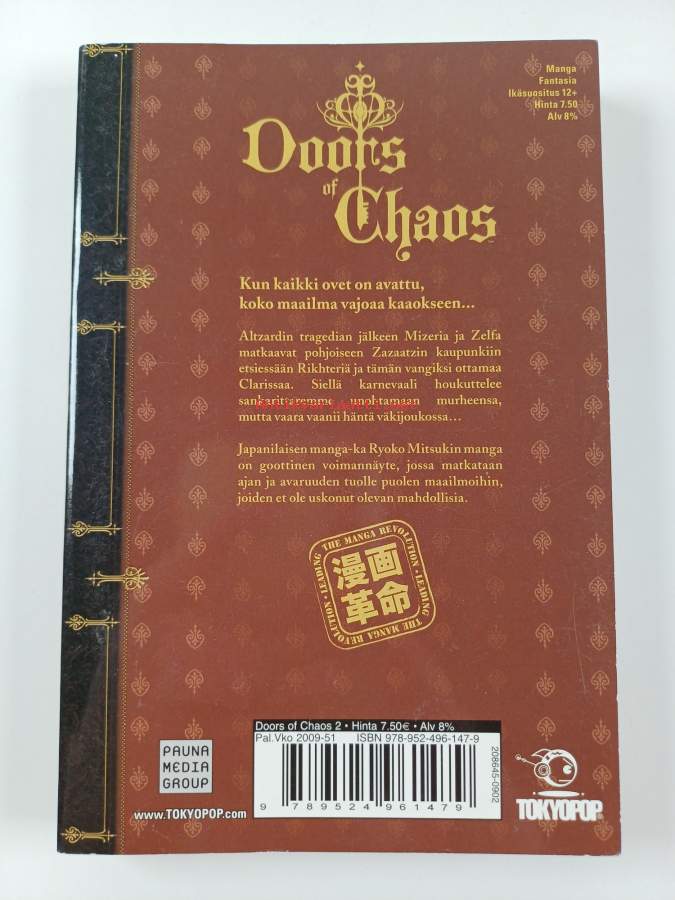 Manga
Fantasia
Ikäsuositus 12+
Hinta 7.50
Alv 8%
Doors
of
Chaos
Kun kaikki ovet on avattu,
koko maailma vajoaa kaaokseen...
Altzardin tragedian jälkeen Mizeria ja Zelfa
matkaavat pohjoiseen Zazaatzin kaupunkiin
etsiessään Rikhteriä ja tämän vangiksi ottamaa
Clarissaa. Siellä karnevaali houkuttelee
sankarittaremme murheensa,
mutta vaara vaanii häntä väkijoukossa...
Japanilaisen manga-ka Ryoko Mitsukin manga
on goottinen voimannäyte, jossa matkataan
ajan ja avaruuden tuolle puolen maailmoihin,
joiden et ole uskonut olevan mahdollisia.
THE MANGA REVOLUTION · LEADING
漫画
革命
THE MANGA REVOLUTION · LEADING
Doors of Chaos 2 • Hinta 7.50€ • Alv 8%
Pal.Vko 2009-51 ISBN 978-952-496-147-9
9 789524 961479
208645-0902
PAUNA
MEDIA
GROUP
www.TOKYOPOP.com
TOKYOPOP